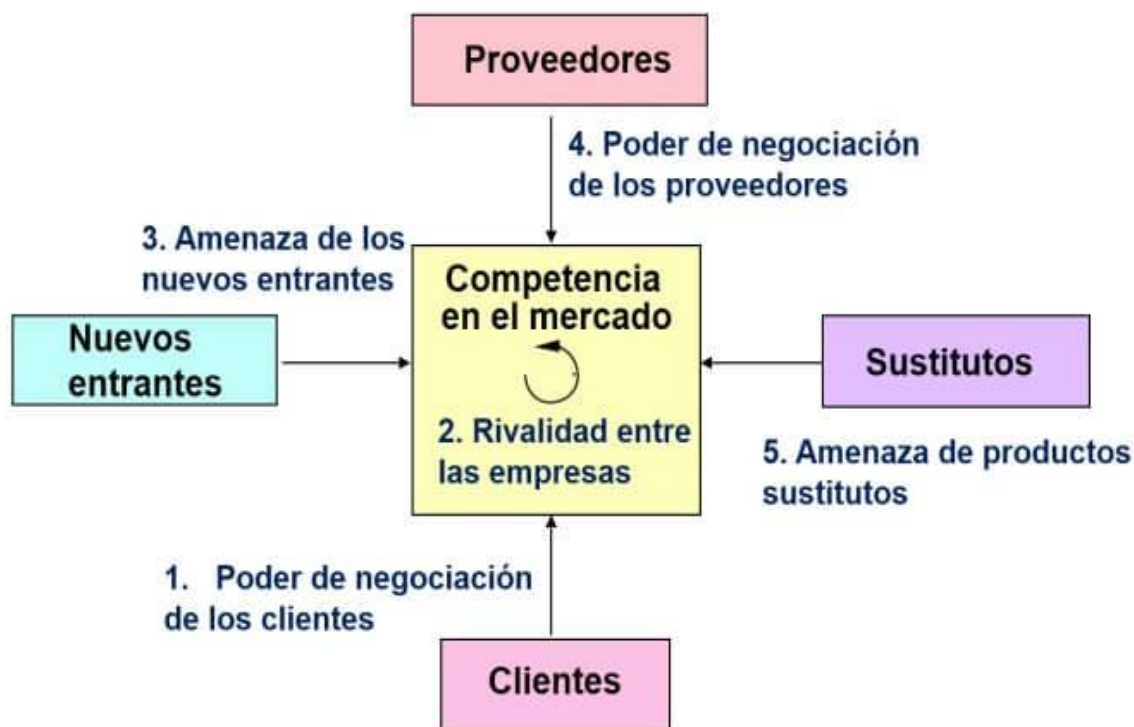 Proveedores
4. Poder de negociación
de los proveedores
3. Amenaza de los
nuevos entrantes
Competencia
en el mercado
Nuevos
entrantes
Sustitutos
2. Rivalidad entre
las empresas
5. Amenaza de productos
sustitutos
1. Poder de negociación
de los clientes
Clientes